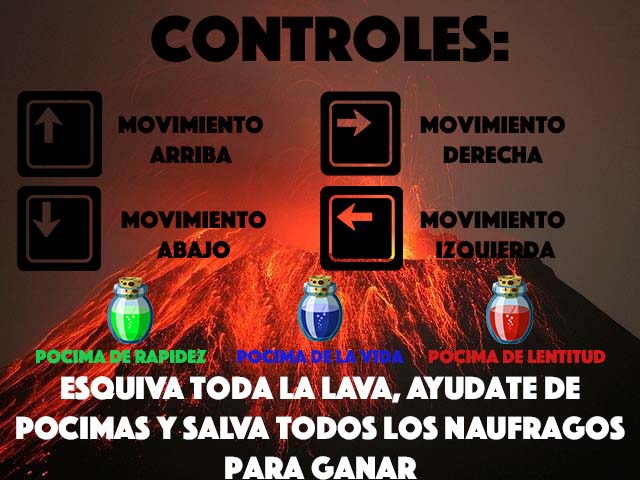 CONTROLES:
MOVIMIENTO
ARRIBA
MOVIMIENTO
DERECHA
MOVIMIENTO
ABAJO
MOVIMIENTO
IZQUIERDA
POCIMA DE RAPIDEZ
POCIMA DE LA VIDA
POCIMA DE LENTITUD
ESQUIVA TODA LA LAVA, AYUDATE DE
POCIMAS Y SALVA TODOS LOS NAUFRAGOS
PARA GANAR